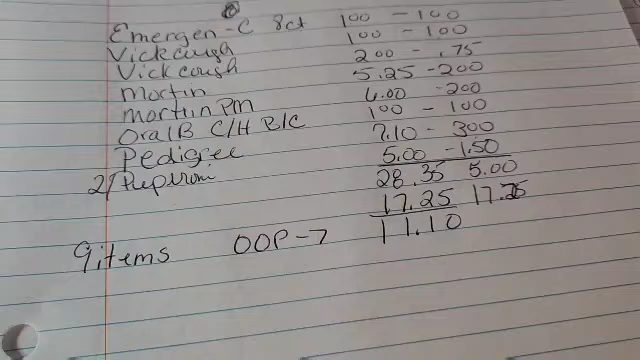 Emergen-C 8ct 100 - 100
Vick cough 100 - 100
Vick cough 200 - .75
Mortin 5.25 - 200
Mortin PM 6.00 - 200
Oral B C/H B/C 100 - 100
Pedigree 7.10 - 300
2/ 5.00 - 1.50
28.35 5.00
17.25 17.25
9 items OOP-7 11.10